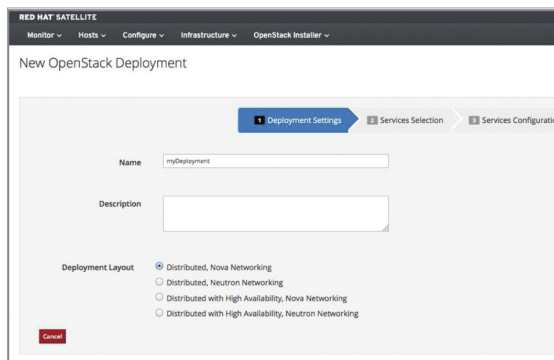 RED HAT SATELLITE
Monitor Hosts Configure Infrastructure OpenStack Installer
New OpenStack Deployment
1 Deployment Settings 2 Services Selection 3 Services Configuratio
Name myDeployment
Description
Deployment Layout Distributed, Nova Networking
Distributed, Neutron Networking
Distributed with High Availability, Nova Networking
Distributed with High Availability, Neutron Networking
Cancel